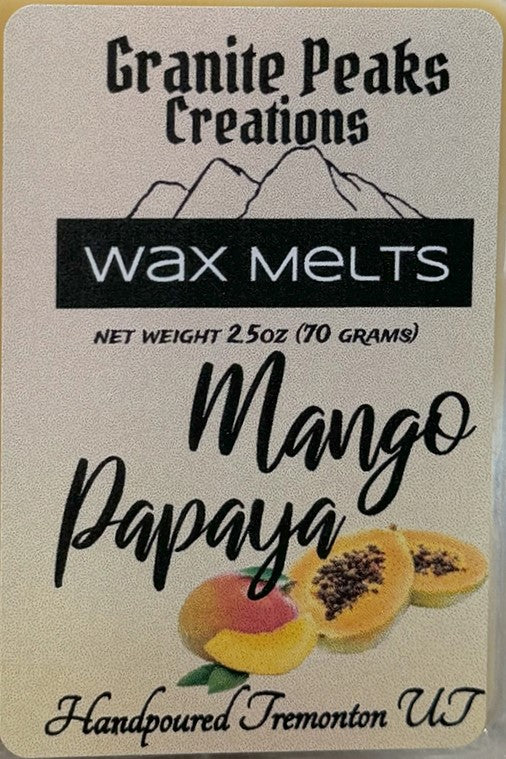 Granite Peaks
Creations
WAX MELTS
NET WEIGHT 2.5OZ (70 GRAMS)
Mango
Papaya
Handpoured Tremonton UT